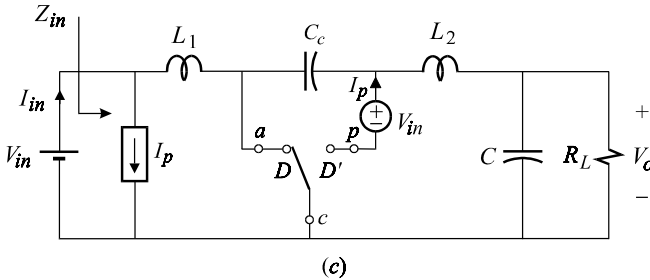 Z_in
L_1
C_c
L_2
I_in
I_p
+
V_in
I_p
a
p
+
−
V_in
C
R_L
V_o
D
D'
−
c
(c)